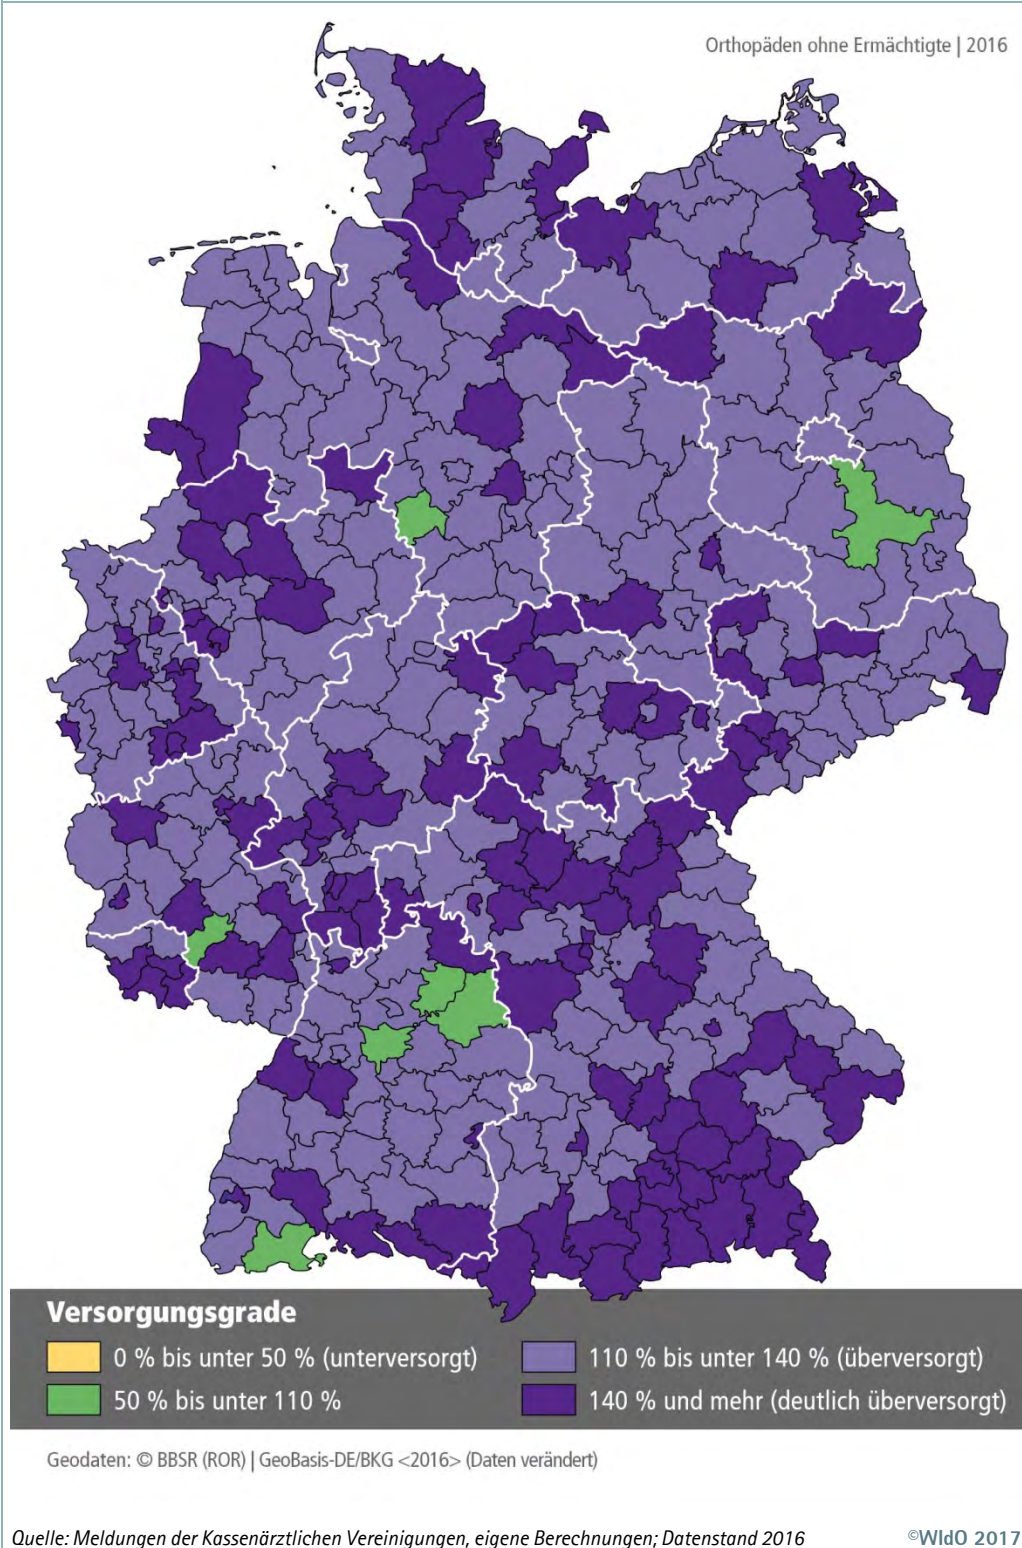 Orthopäden ohne Ermächtigte | 2016
Versorgungsgrade
0 % bis unter 50 % (unterversorgt)
50 % bis unter 110 %
110 % bis unter 140 % (überversorgt)
140 % und mehr (deutlich überversorgt)
Geodaten: © BBSR (ROR) | GeoBasis-DE/BKG <2016> (Daten verändert)
Quelle: Meldungen der Kassenärztlichen Vereinigungen, eigene Berechnungen; Datenstand 2016
©WIdO 2017